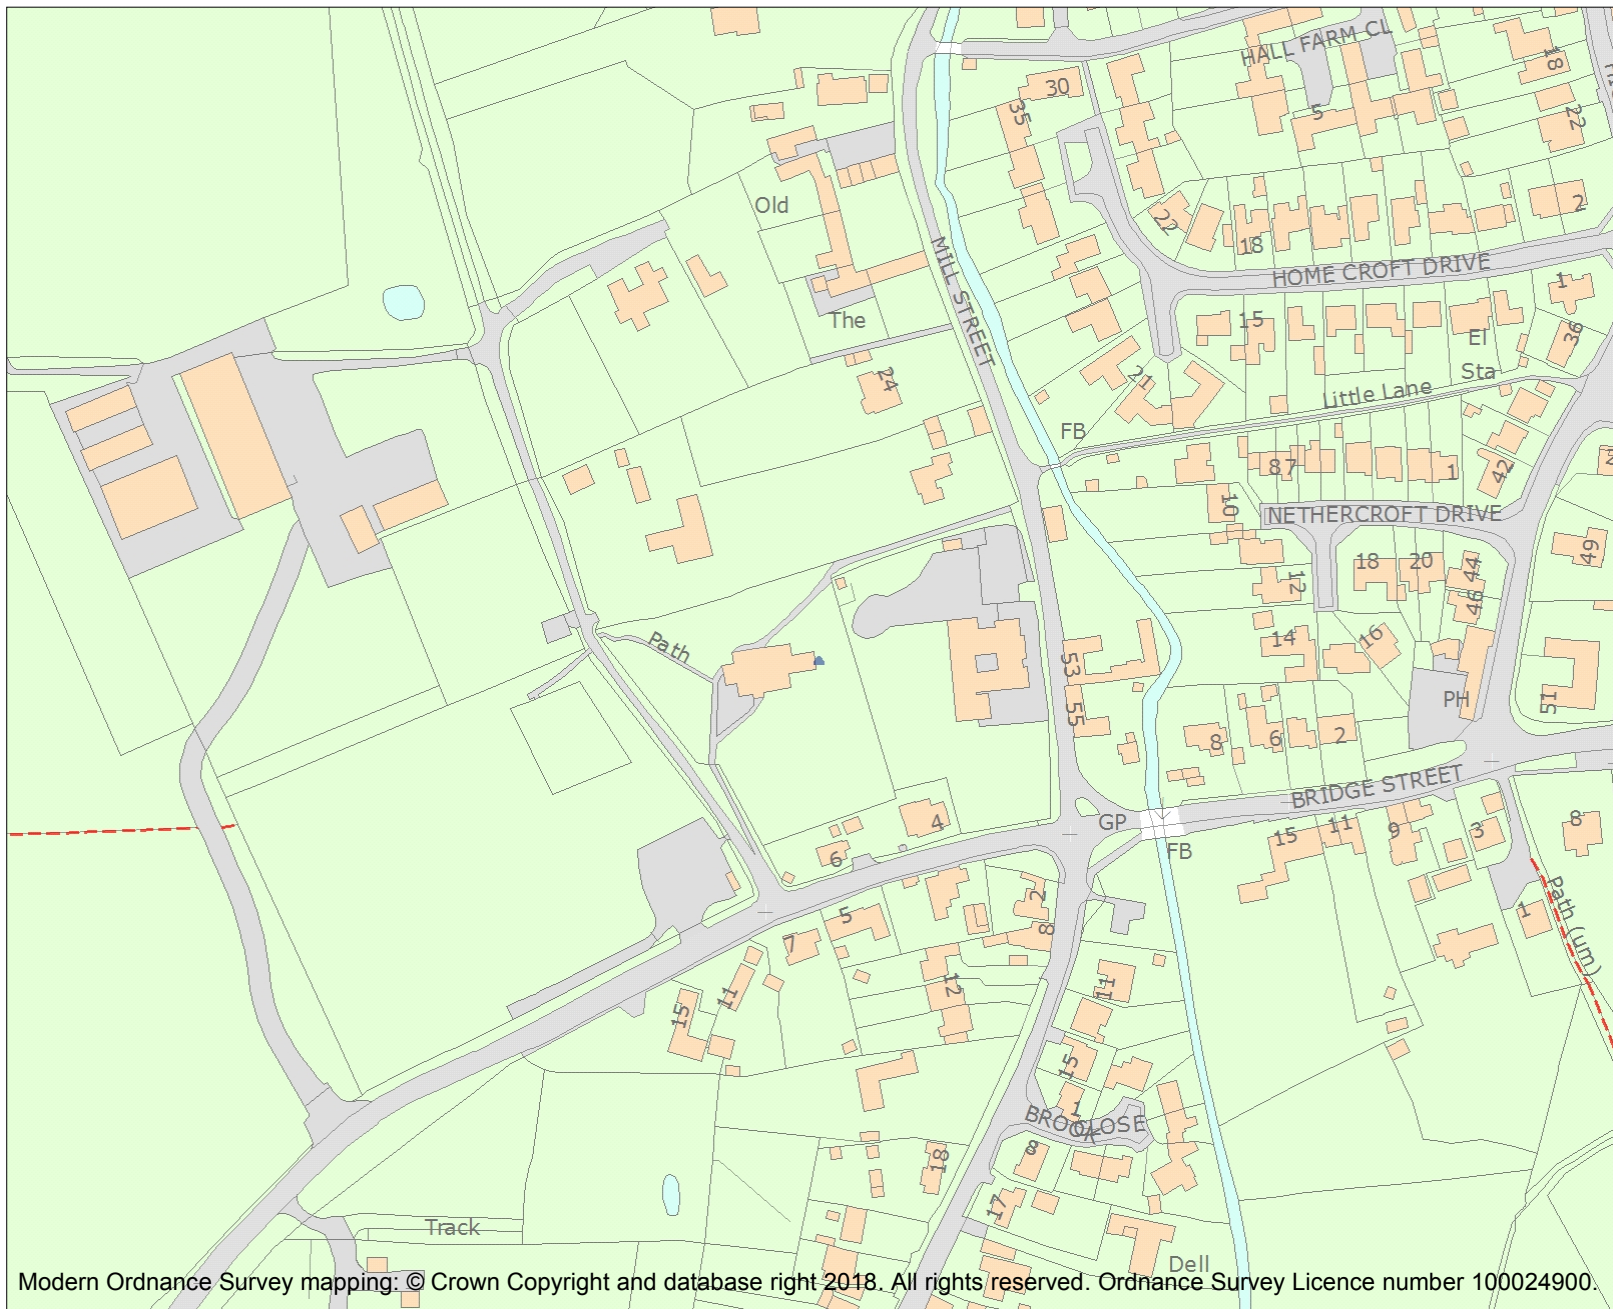 HALL FARM CL
18
30
35
5
22
Old
22
2
18
MILL STREET
HOME CROFT DRIVE
1
The
15
El
36
24
21
Sta
Little Lane
FB
87
1
42
10
NETHERCROFT DRIVE
49
18
20
44
12
46
Path
14
16
53
PH
51
55
8
6
2
BRIDGE STREET
GP
4
15
11
9
3
8
FB
6
2
5
1
Path (um)
7
8
12
11
11
15
15
1
BROOK
CLOSE
8
18
17
Track
Dell
Modern Ordnance Survey mapping: © Crown Copyright and database right 2018. All rights reserved. Ordnance Survey Licence number 100024900.